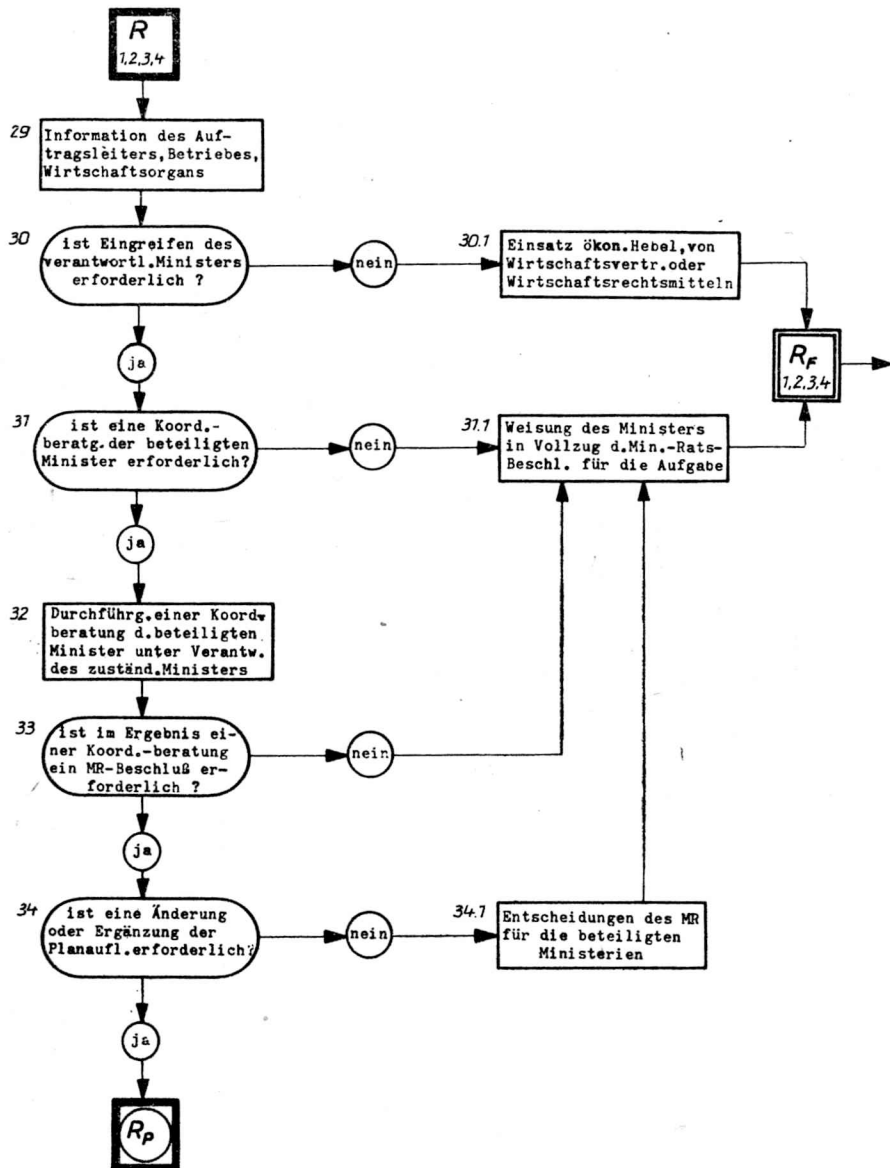 R
1,2,3,4
29
Information des Auf-
tragsleiters,Betriebes,
Wirtschaftsorgans
30
ist Eingreifen des
verantwortl.Ministers
erforderlich ?
nein
30.1
Einsatz ökon.Hebel,von
Wirtschaftsvertr.oder
Wirtschaftsrechtsmitteln
RF
1,2,3,4
ja
31
ist eine Koord.-
beratg.der beteiligten
Minister erforderlich?
nein
31.1
Weisung des Ministers
in Vollzug d.Min.-Rats-
Beschl. für die Aufgabe
ja
32
Durchführg.einer Koord.-
beratung d.beteiligten
Minister unter Verantw.
des zuständ.Ministers
33
ist im Ergebnis ei-
ner Koord.-beratung
ein MR-Beschluß er-
forderlich ?
nein
ja
34
ist eine Änderung
oder Ergänzung der
Planaufl.erforderlich?
nein
34.1
Entscheidungen des MR
für die beteiligten
Ministerien
ja
RP